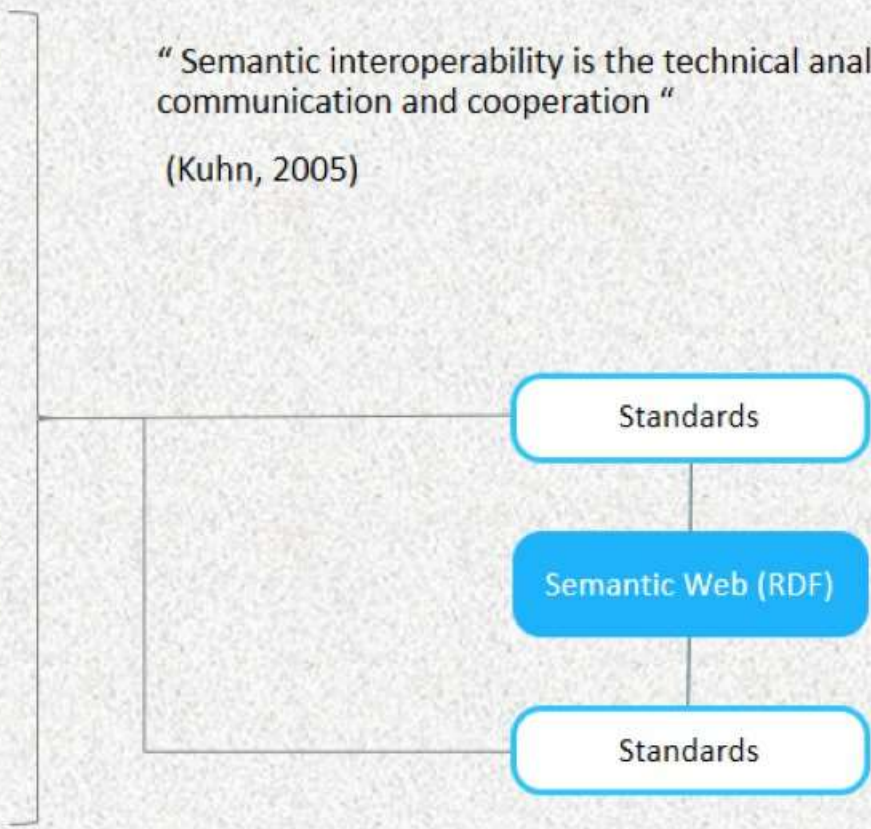 “ Semantic interoperability is the technical anal
communication and cooperation “
(Kuhn, 2005)
Standards
Semantic Web (RDF)
Standards